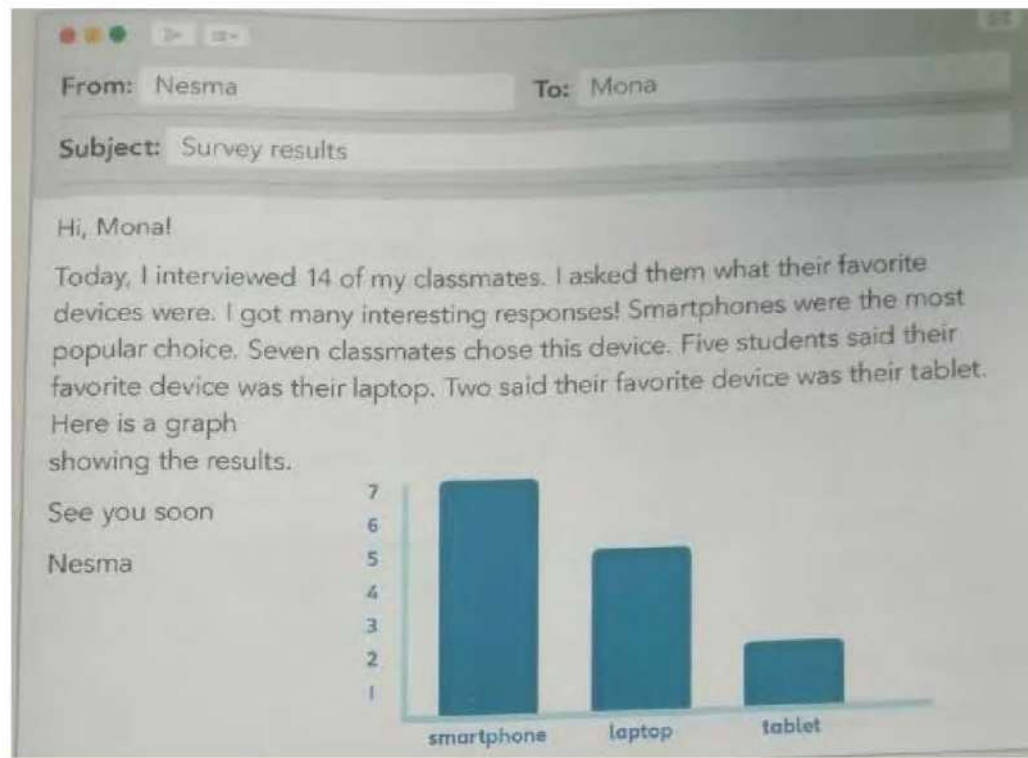 From: Nesma To: Mona
Subject: Survey results
Hi, Mona!
Today, I interviewed 14 of my classmates. I asked them what their favorite
devices were. I got many interesting responses! Smartphones were the most
popular choice. Seven classmates chose this device. Five students said their
favorite device was their laptop. Two said their favorite device was their tablet.
Here is a graph
showing the results.
See you soon
Nesma
7
6
5
4
3
2
1
smartphone laptop tablet